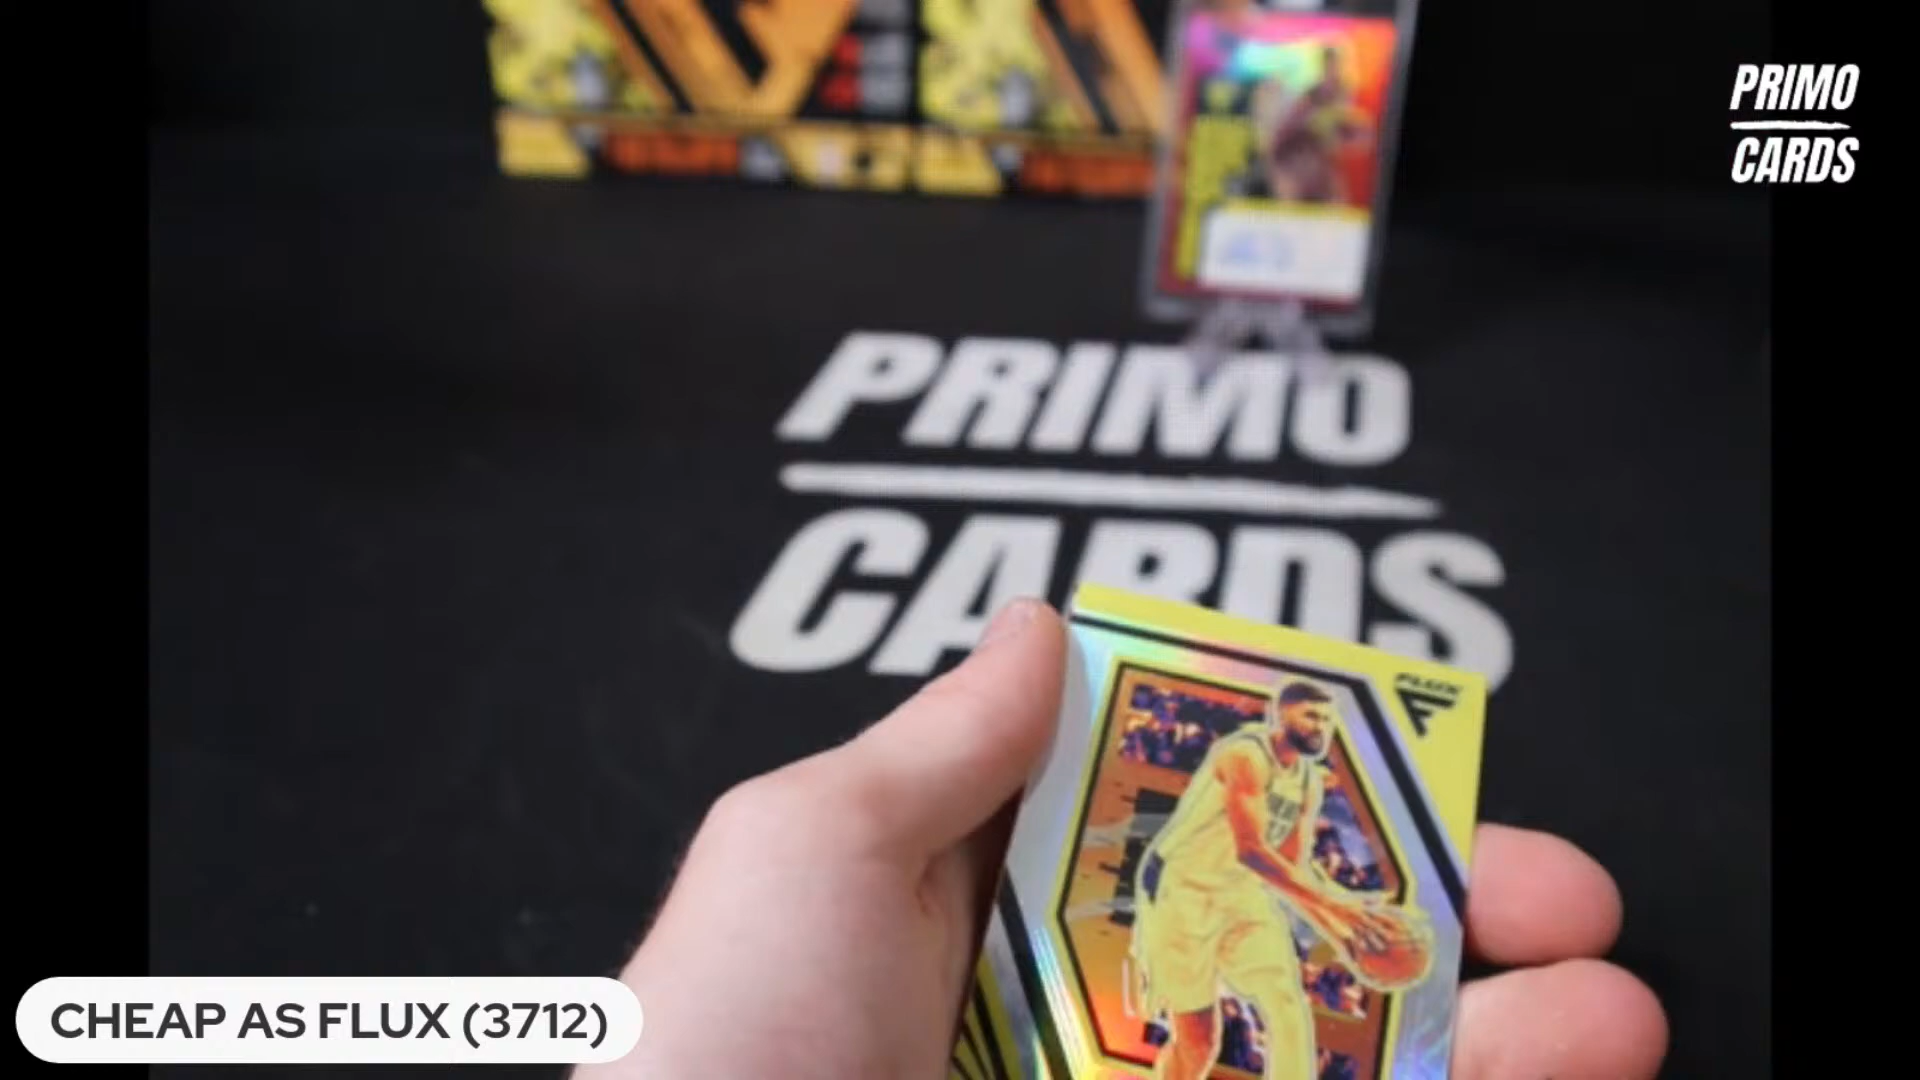 PRIMO
CARDS
PRIMO
CARDS
FLUX
CHEAP AS FLUX (3712)